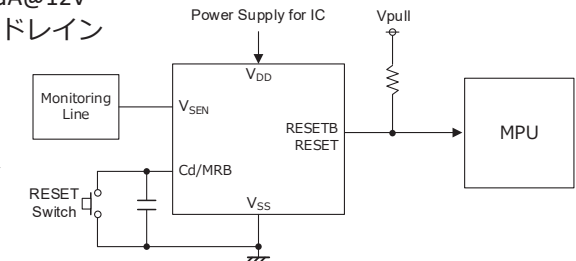 A@12V
ドレイン
Power Supply for IC
Vpull
VDD
Monitoring
Line
VSEN
RESETB
RESET
MPU
Cd/MRB
RESET
Switch
VSS